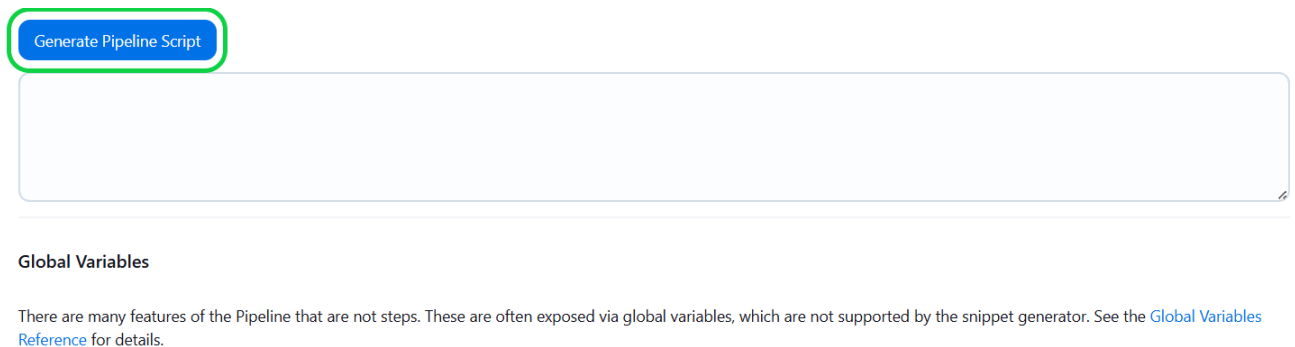 Generate Pipeline Script
Global Variables
There are many features of the Pipeline that are not steps. These are often exposed via global variables, which are not supported by the snippet generator. See the Global Variables
Reference for details.